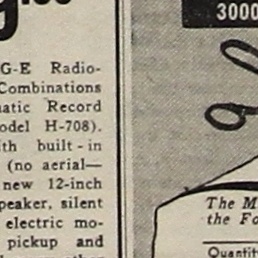 G-E Radio-
Combinations
matic Record
odel H-708).
th built-in
(no aerial—
new 12-inch
peaker, silent
electric mo-
pickup and
3000
The M
the Fo
Quantit